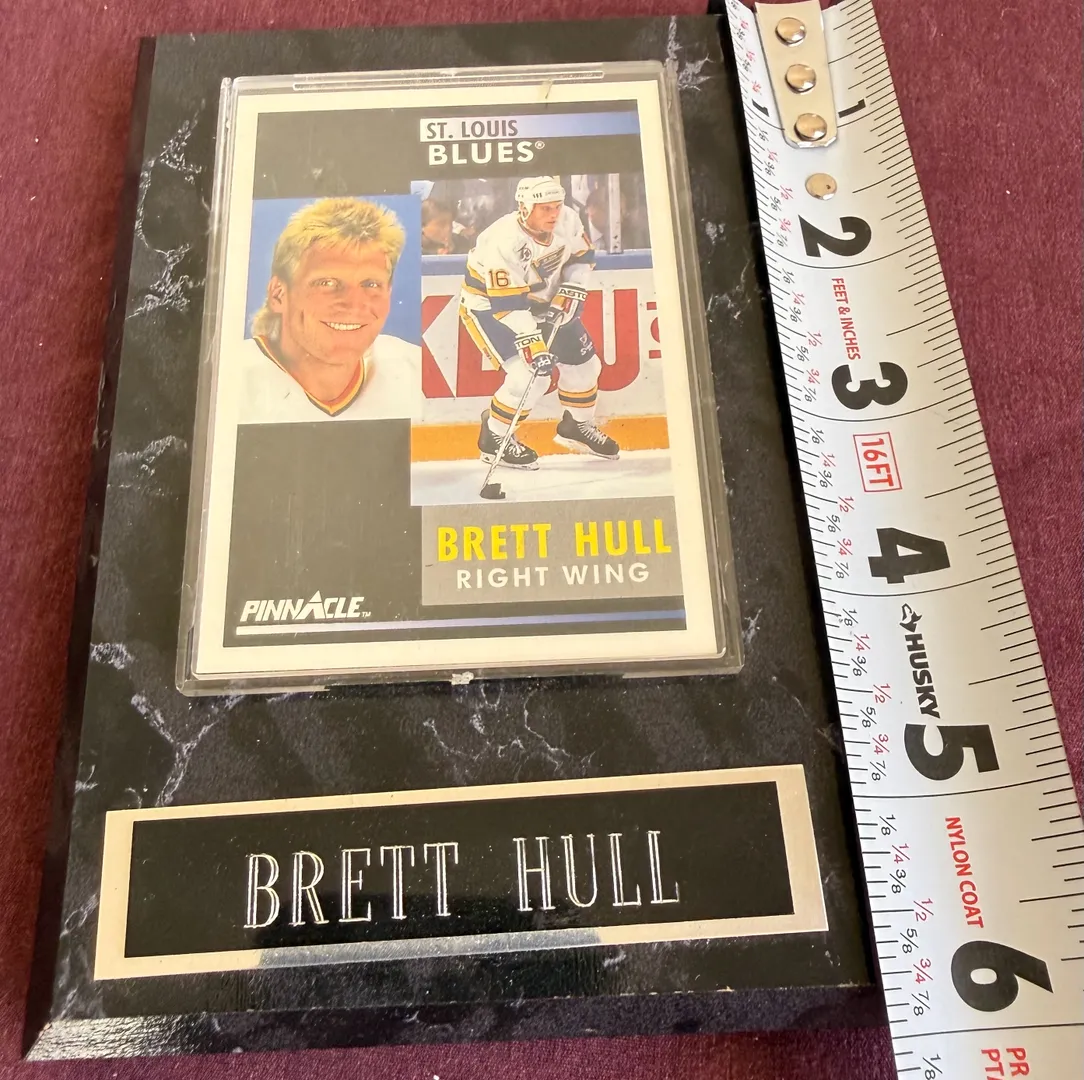 ST. LOUIS
BLUES®
16
BRETT HULL
RIGHT WING
PINNACLE™
BRETT HULL
1
1
2
FEET & INCHES
3
16FT
4
HUSKY
5
NYLON COAT
6